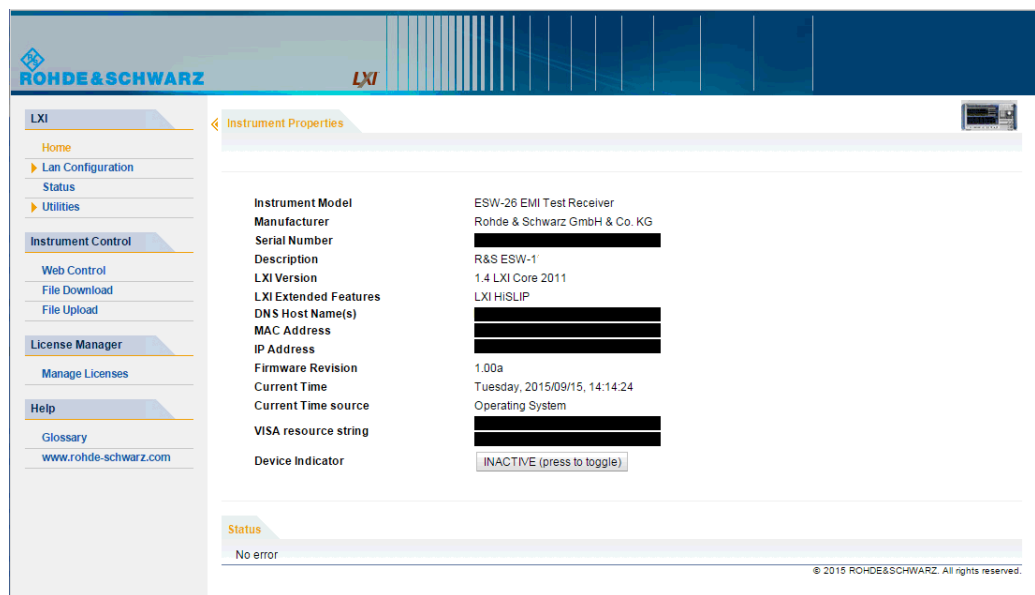 ROHDE&SCHWARZ
LXI
LXI
Home
Lan Configuration
Status
Utilities
Instrument Control
Web Control
File Download
File Upload
License Manager
Manage Licenses
Help
Glossary
www.rohde-schwarz.com
Instrument Properties
Instrument Model ESW-26 EMI Test Receiver
Manufacturer Rohde & Schwarz GmbH & Co. KG
Serial Number
Description R&S ESW-1
LXI Version 1.4 LXI Core 2011
LXI Extended Features LXI HiSLIP
DNS Host Name(s)
MAC Address
IP Address
Firmware Revision 1.00a
Current Time Tuesday, 2015/09/15, 14:14:24
Current Time source Operating System
VISA resource string
Device Indicator INACTIVE (press to toggle)
Status
No error
© 2015 ROHDE&SCHWARZ. All rights reserved.